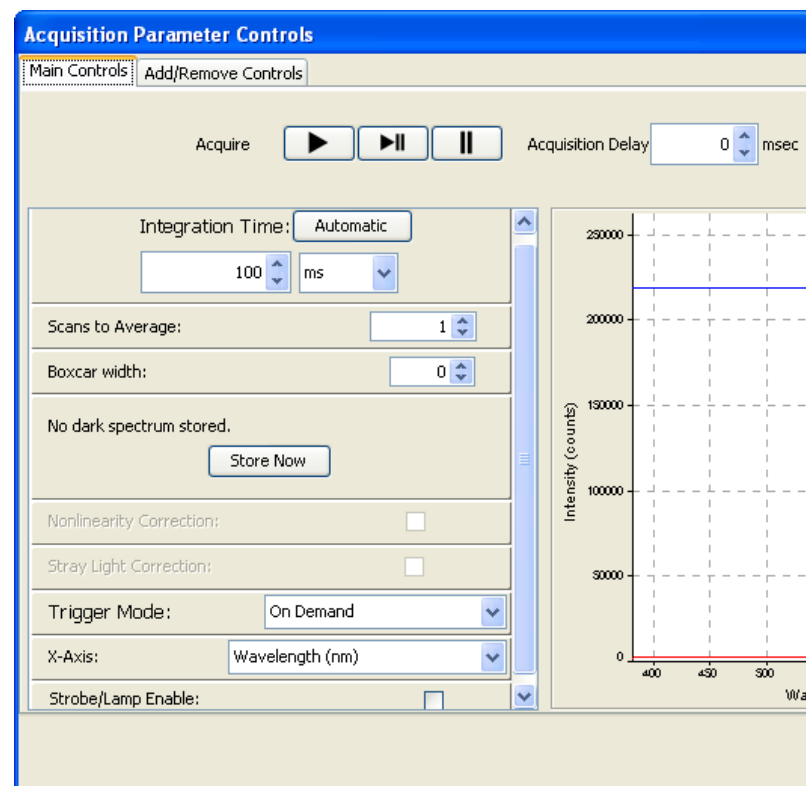 Acquisition Parameter Controls
Main Controls Add/Remove Controls
Acquire Acquisition Delay 0 msec
Integration Time: Automatic
100 ms
Scans to Average: 1
Boxcar width: 0
No dark spectrum stored.
Store Now
Nonlinearity Correction:
Stray Light Correction:
Trigger Mode: On Demand
X-Axis: Wavelength (nm)
Strobe/Lamp Enable:
Intensity (counts)
250000
200000
150000
100000
50000
0
400 450 500
Wa